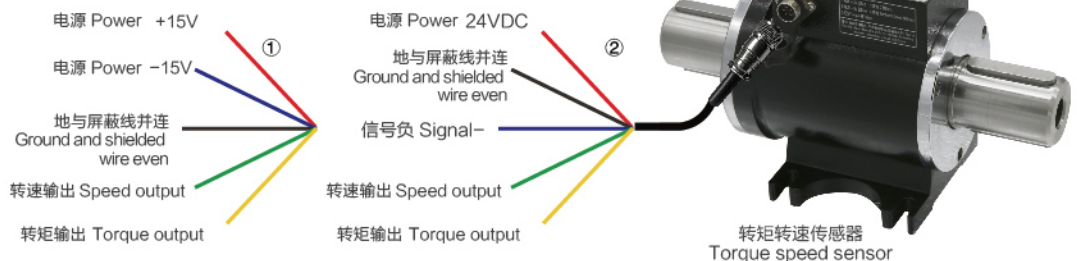 电源 Power +15V
①
电源 Power −15V
地与屏蔽线并连
Ground and shielded
wire even
转速输出 Speed output
转矩输出 Torque output
电源 Power 24VDC
②
地与屏蔽线并连
Ground and shielded
wire even
信号负 Signal−
转速输出 Speed output
转矩输出 Torque output
转矩转速传感器
Torque speed sensor